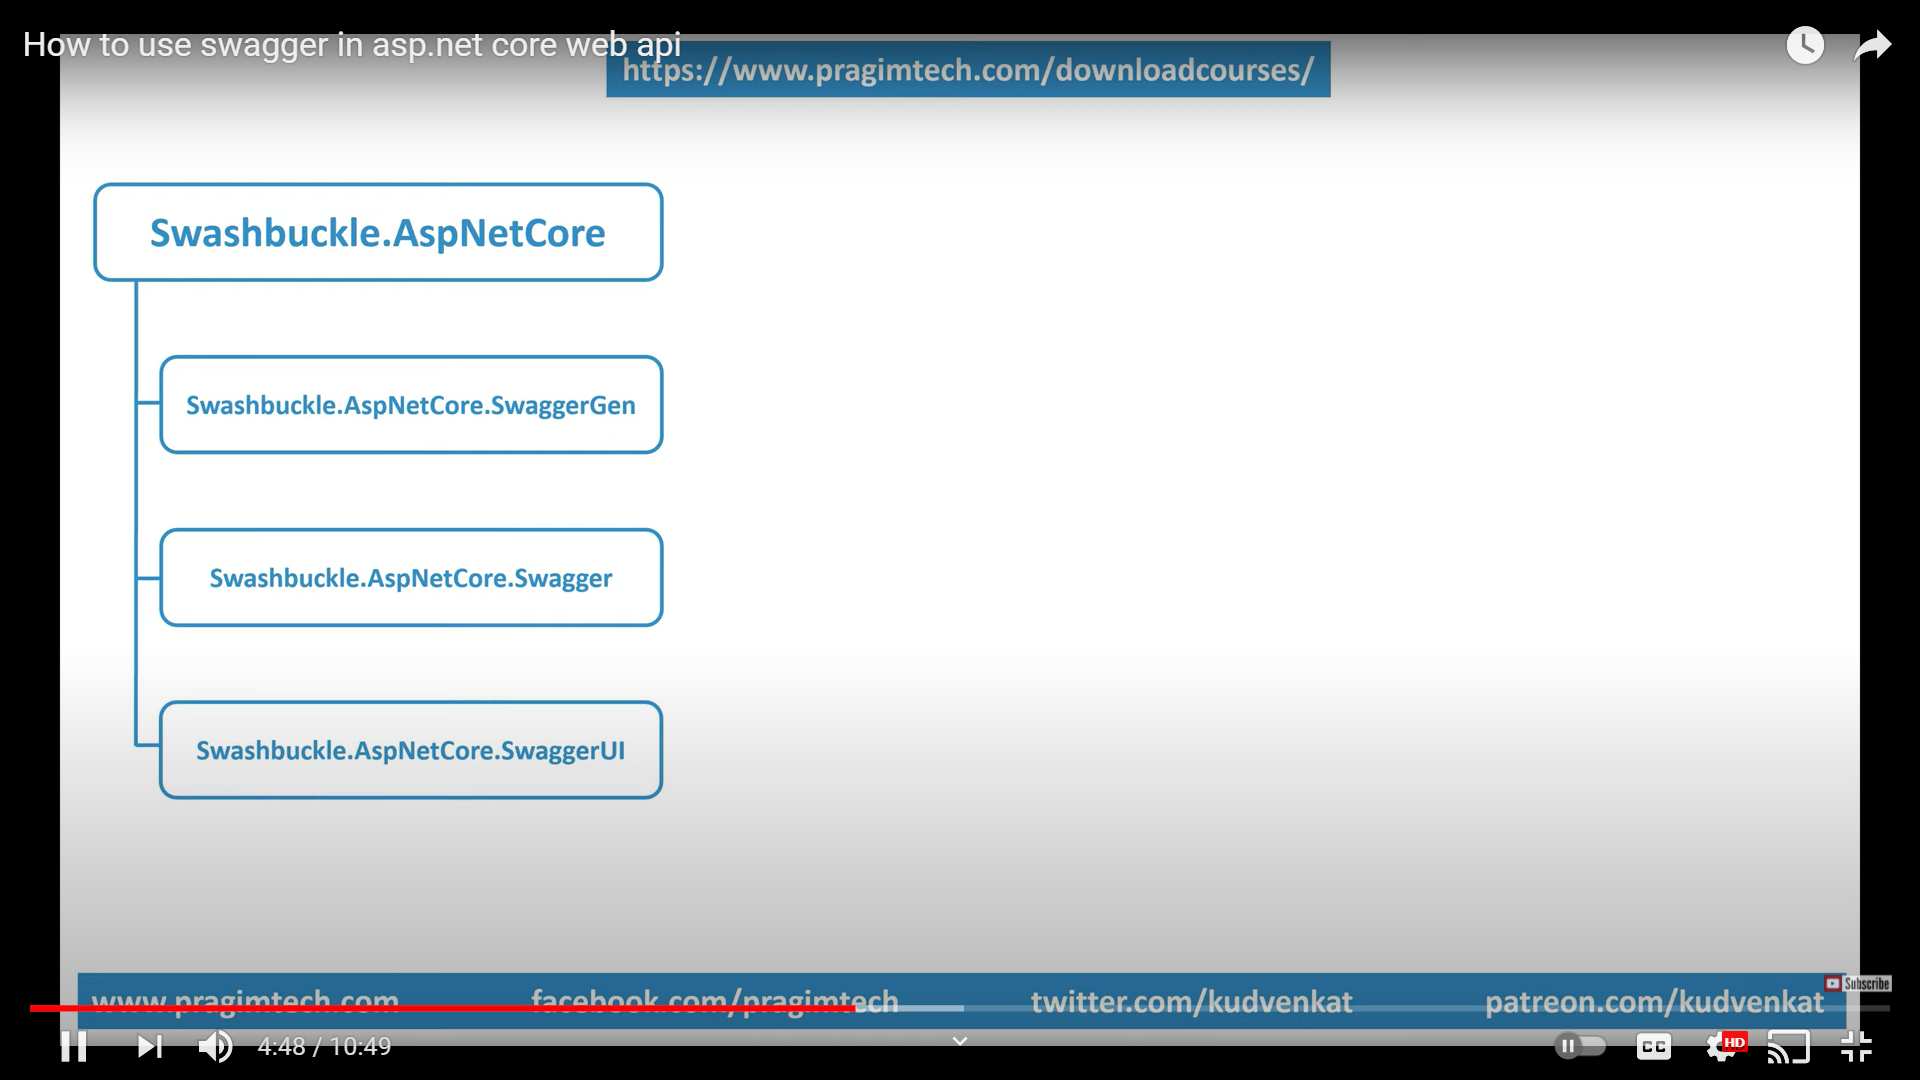 How to use swagger in asp.net core web api
https://www.pragimtech.com/downloadcourses/
Swashbuckle.AspNetCore
Swashbuckle.AspNetCore.SwaggerGen
Swashbuckle.AspNetCore.Swagger
Swashbuckle.AspNetCore.SwaggerUI
Subscribe
www.pragimtech.com facebook.com/pragimtech twitter.com/kudvenkat patreon.com/kudvenkat
4:48 / 10:49 CC HD